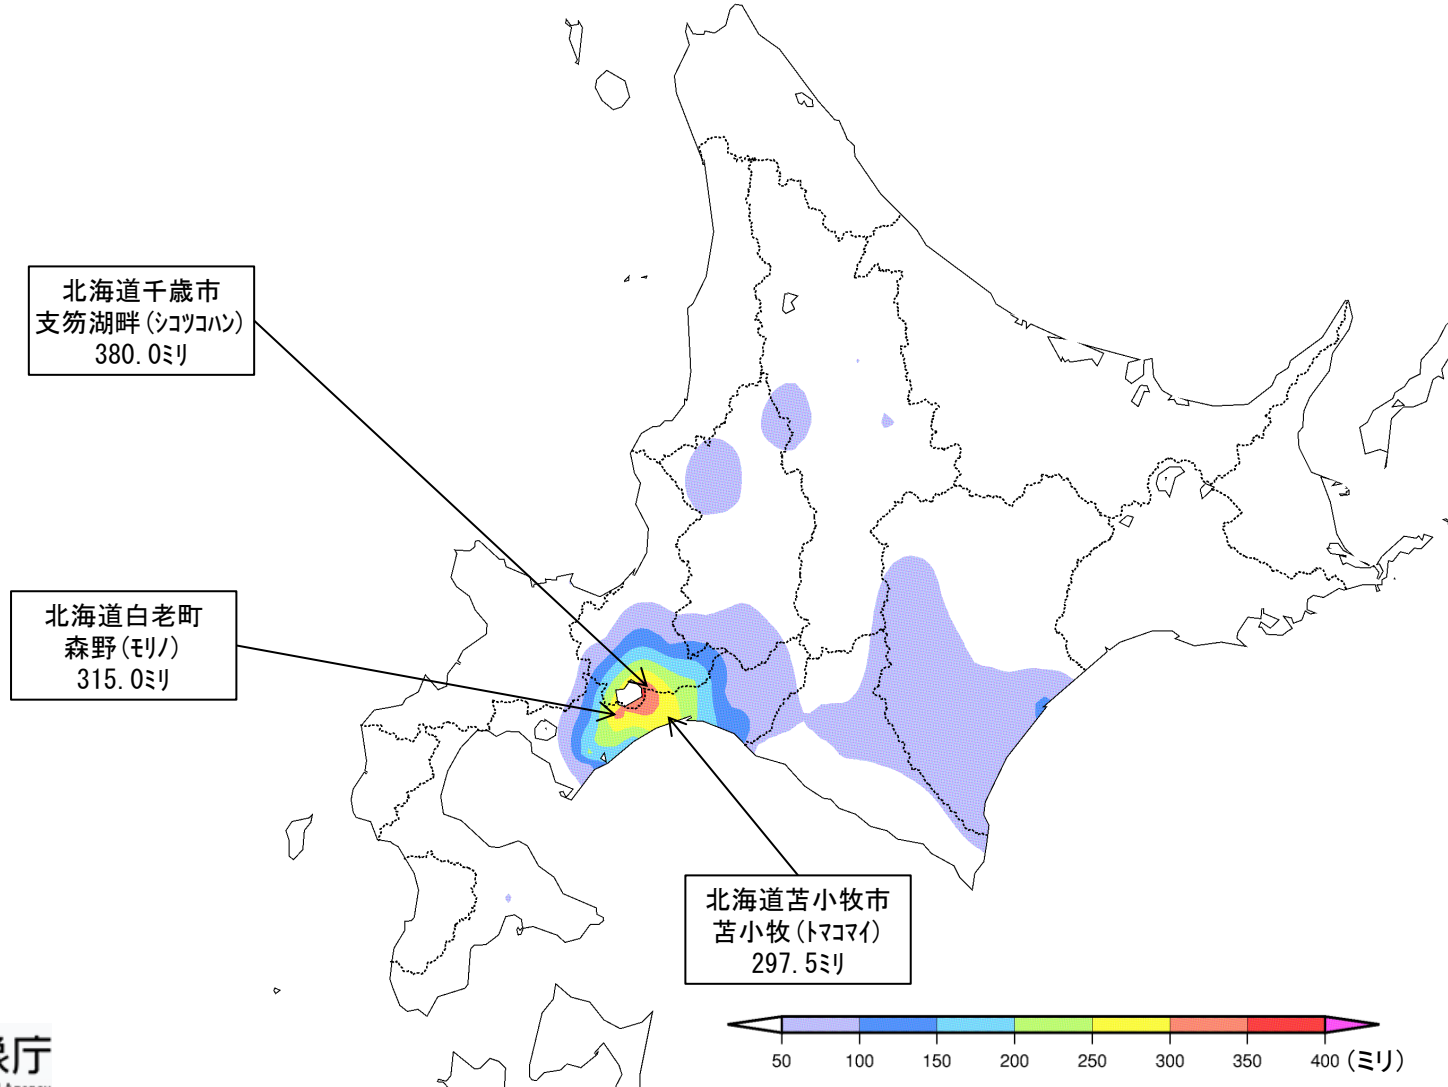 北海道千歳市
支笏湖畔(ｼｺﾂｺﾊﾝ)
380.0ﾐﾘ
北海道白老町
森野(ﾓﾘﾉ)
315.0ﾐﾘ
北海道苫小牧市
苫小牧(ﾄﾏｺﾏｲ)
297.5ﾐﾘ
50 100 150 200 250 300 350 400 (ミリ)
庁